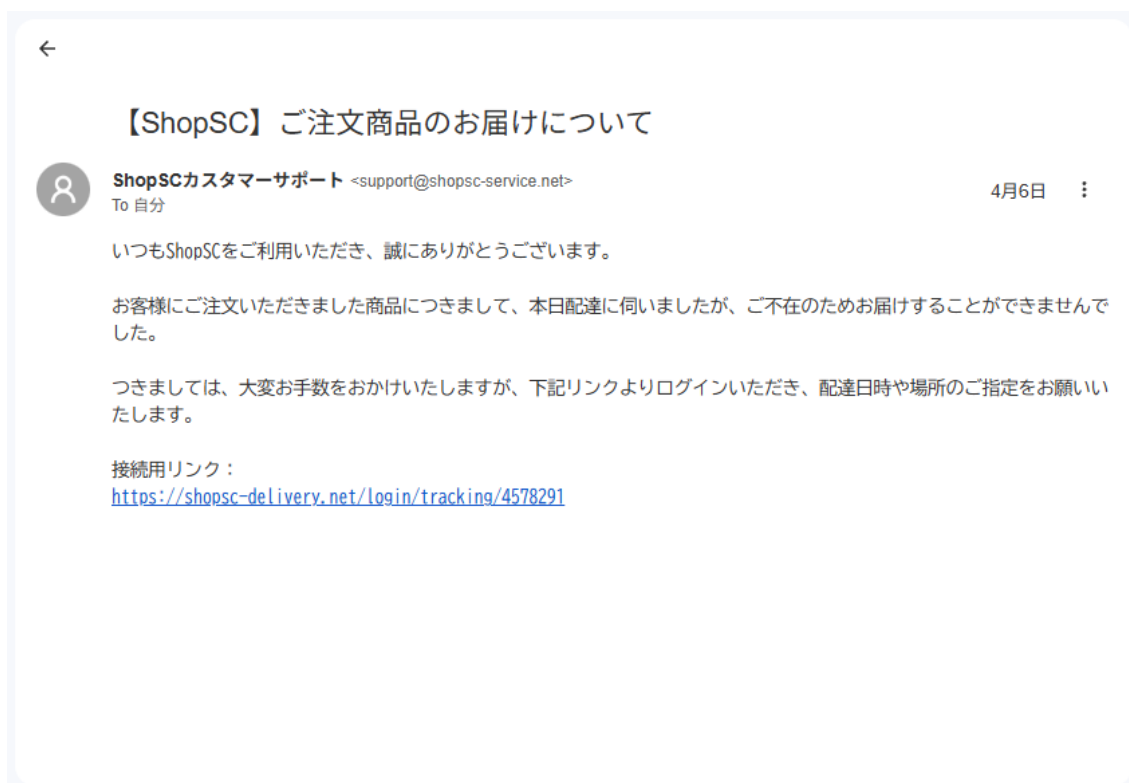 【ShopSC】ご注文商品のお届けについて
ShopSCカスタマーサポート <support@shopsc-service.net>
4月6日
To 自分
いつもShopSCをご利用いただき、誠にありがとうございます。
お客様にご注文いただきました商品につきまして、本日配達に伺いましたが、ご不在のためお届けすることができませんで
した。
つきましては、大変お手数をおかけいたしますが、下記リンクよりログインいただき、配達日時や場所のご指定をお願いい
たします。
接続用リンク：
https://shopsc-delivery.net/login/tracking/4578291